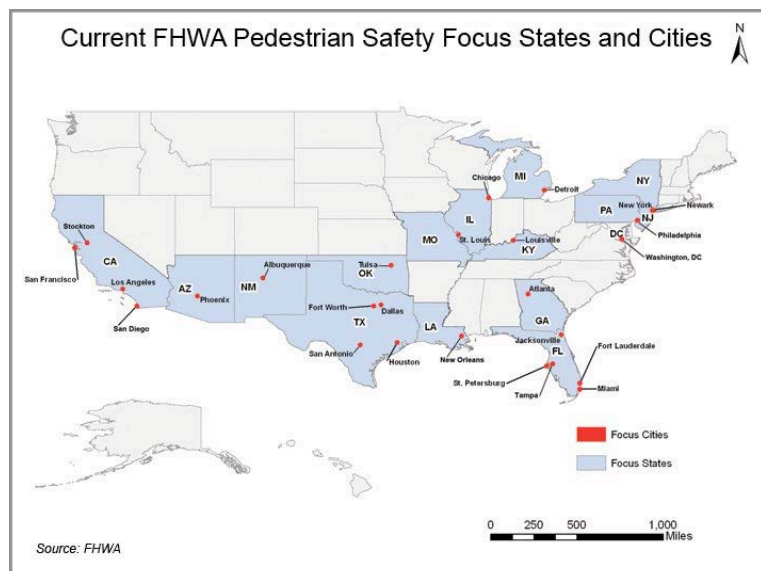 Current FHWA Pedestrian Safety Focus States and Cities
N
Chicago
MI
Detroit
NY
New York
Newark
PA
NJ
Philadelphia
DC
Washington, DC
Stockton
CA
San Francisco
Los Angeles
San Diego
AZ
Phoenix
NM
Albuquerque
Tulsa
OK
MO
IL
St. Louis
Louisville
KY
Fort Worth
Dallas
TX
San Antonio
Houston
LA
New Orleans
Atlanta
GA
Jacksonville
FL
Fort Lauderdale
St. Petersburg
Tampa
Miami
Focus Cities
Focus States
0 250 500 1,000
Miles
Source: FHWA